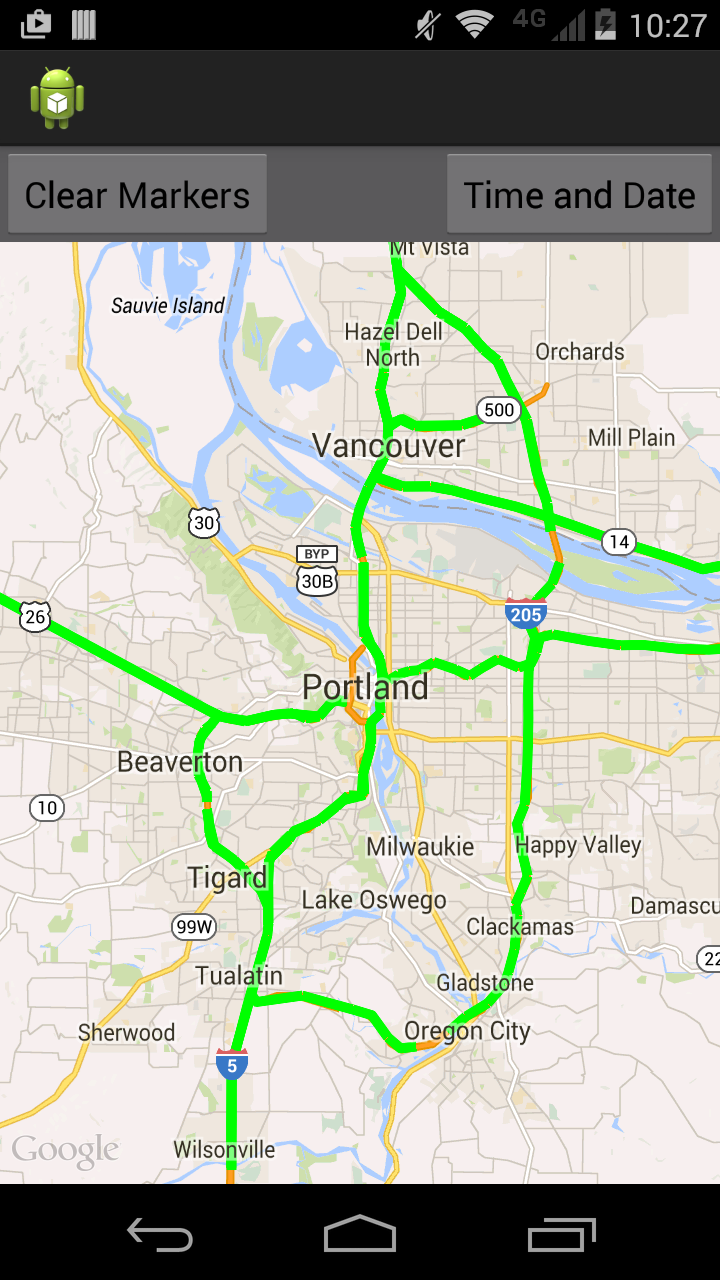 4G 10:27
Clear Markers
Time and Date
Mt Vista
Sauvie Island
Hazel Dell
North
Orchards
500
Vancouver
Mill Plain
30
14
BYP
30B
26
205
Portland
Beaverton
10
Milwaukie
Happy Valley
Tigard
Lake Oswego
Damascu
99W
Clackamas
22
Tualatin
Gladstone
Sherwood
Oregon City
5
Google
Wilsonville